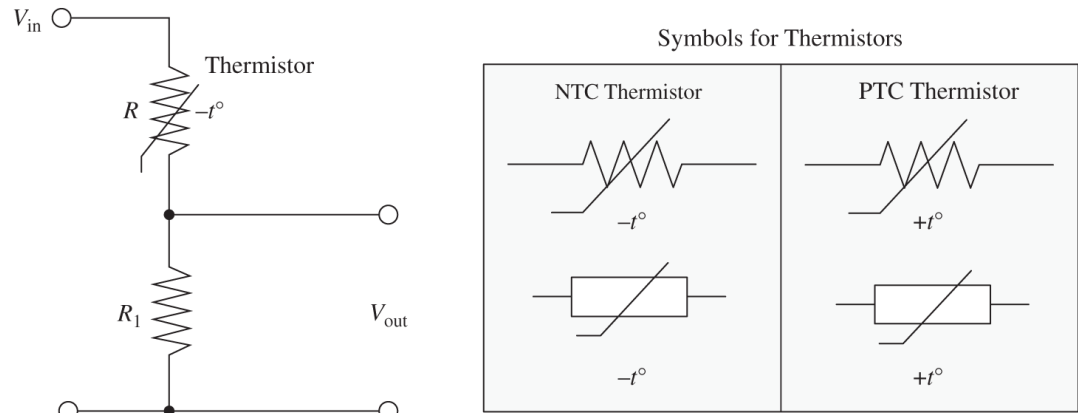 V_in
Thermistor
R
–t°
R_1
V_out
Symbols for Thermistors
NTC Thermistor
PTC Thermistor
–t°
+t°
–t°
+t°